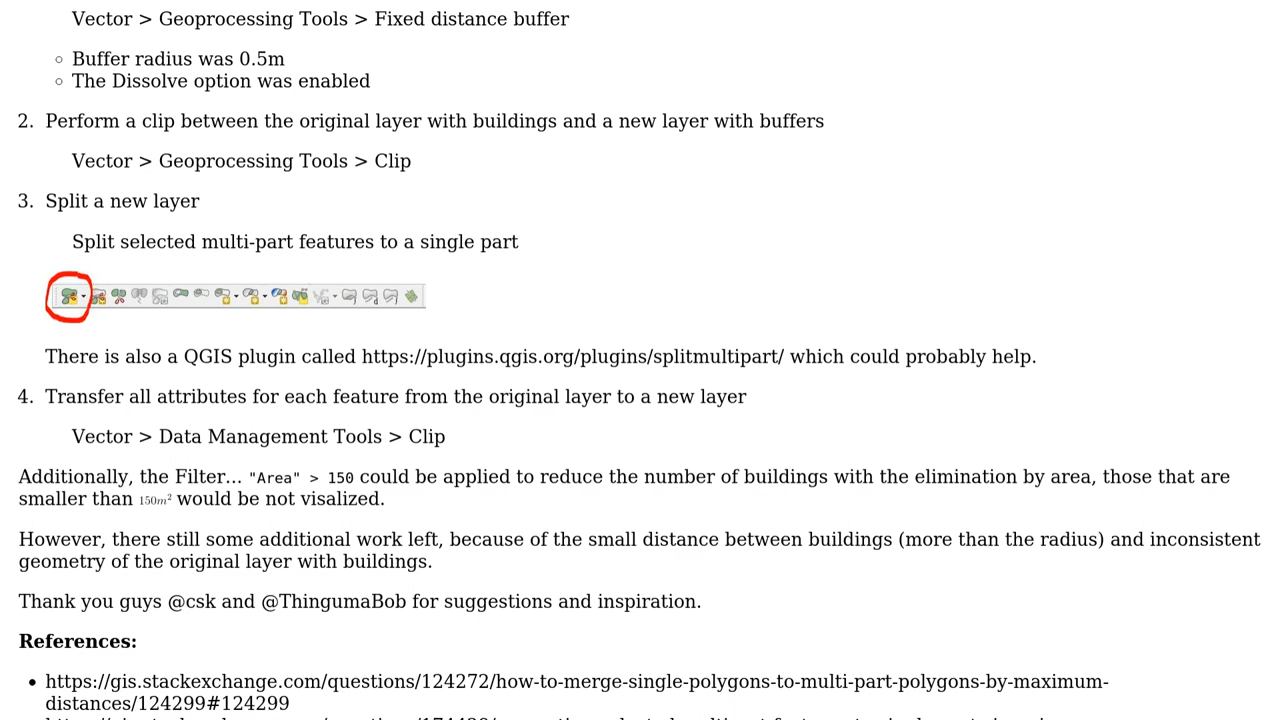 Vector > Geoprocessing Tools > Fixed distance buffer
Buffer radius was 0.5m
The Dissolve option was enabled
2. Perform a clip between the original layer with buildings and a new layer with buffers
Vector > Geoprocessing Tools > Clip
3. Split a new layer
Split selected multi-part features to a single part
There is also a QGIS plugin called https://plugins.qgis.org/plugins/splitmultipart/ which could probably help.
4. Transfer all attributes for each feature from the original layer to a new layer
Vector > Data Management Tools > Clip
Additionally, the Filter... "Area" > 150 could be applied to reduce the number of buildings with the elimination by area, those that are
smaller than 150m² would be not visalized.
However, there still some additional work left, because of the small distance between buildings (more than the radius) and inconsistent
geometry of the original layer with buildings.
Thank you guys @csk and @ThingumaBob for suggestions and inspiration.
References:
https://gis.stackexchange.com/questions/124272/how-to-merge-single-polygons-to-multi-part-polygons-by-maximum-
distances/124299#124299